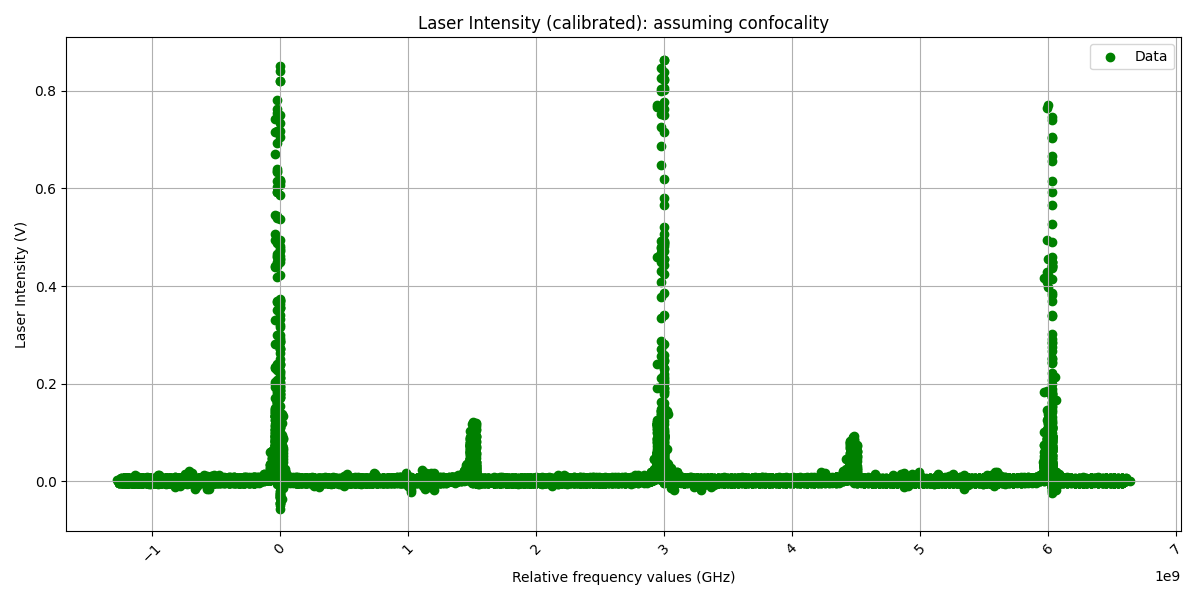 Laser Intensity (calibrated): assuming confocality
Data
Laser Intensity (V)
0.8
0.6
0.4
0.2
0.0
−1
0
1
2
3
4
5
6
7
1e9
Relative frequency values (GHz)